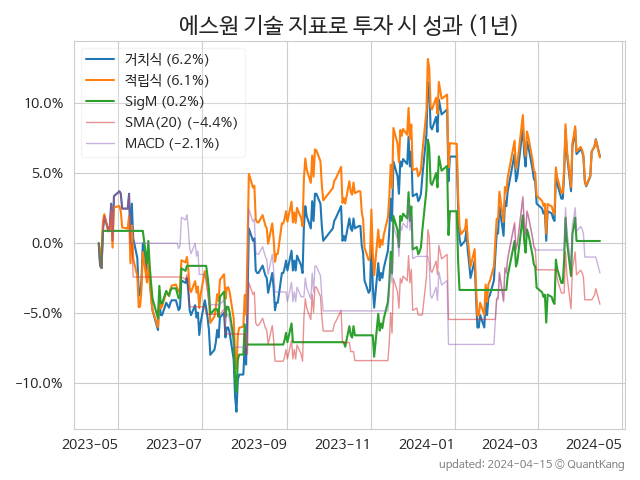 에스원 기술 지표로 투자 시 성과 (1년)
거치식 (6.2%)
적립식 (6.1%)
SigM (0.2%)
SMA(20) (−4.4%)
MACD (−2.1%)
10.0%
5.0%
0.0%
−5.0%
−10.0%
2023-05 2023-07 2023-09 2023-11 2024-01 2024-03 2024-05
updated: 2024-04-15 © QuantKang